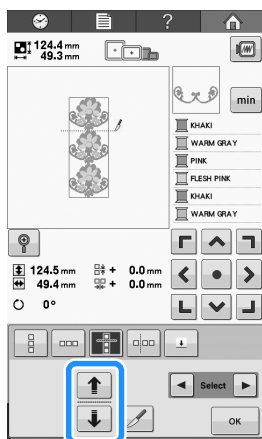 ?
124.4 mm
49.3 mm
min
KHAKI
WARM GRAY
PINK
FLESH PINK
KHAKI
WARM GRAY
124.5 mm + 0.0 mm
49.4 mm + 0.0 mm
0°
Select
OK